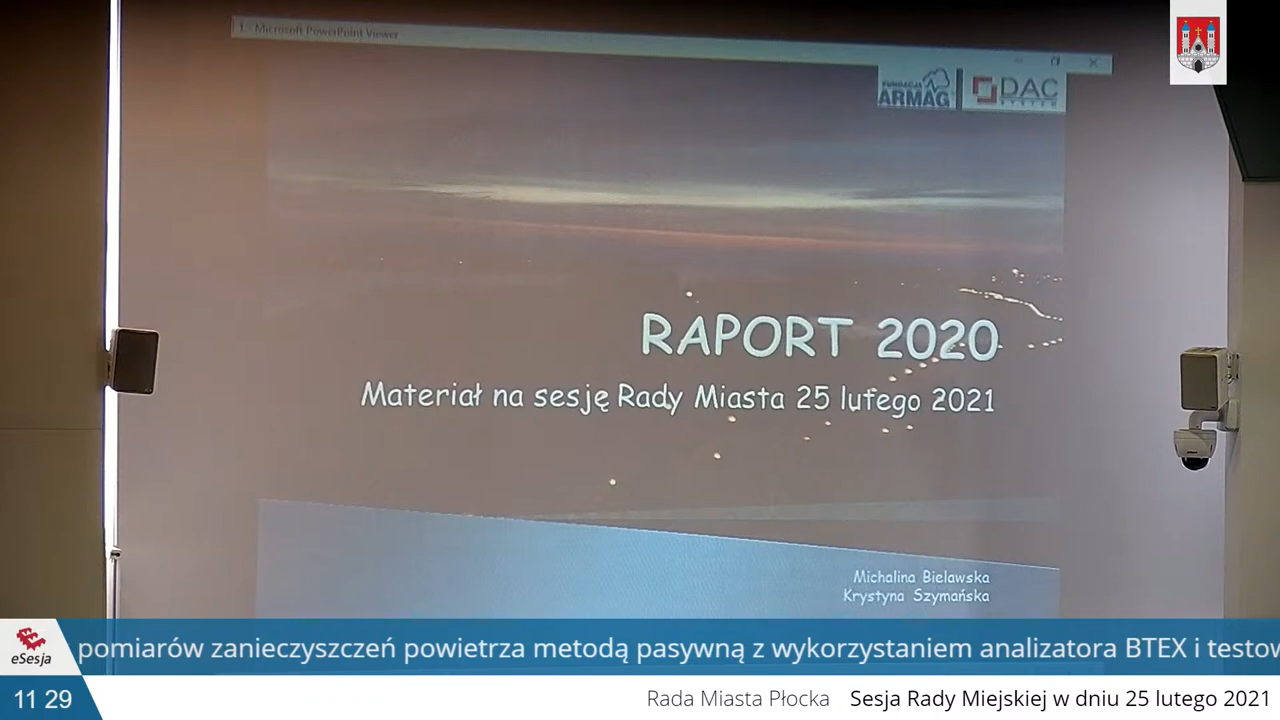 1 - Microsoft PowerPoint Viewer
FUNDACJA
ARMAG
DAC
SYSTEM
RAPORT 2020
Materiał na sesję Rady Miasta 25 lutego 2021
Michalina Bielawska
Krystyna Szymańska
eSesja
pomiarów zanieczyszczeń powietrza metodą pasywną z wykorzystaniem analizatora BTEX i testow
11 29
Rada Miasta Płocka Sesja Rady Miejskiej w dniu 25 lutego 2021